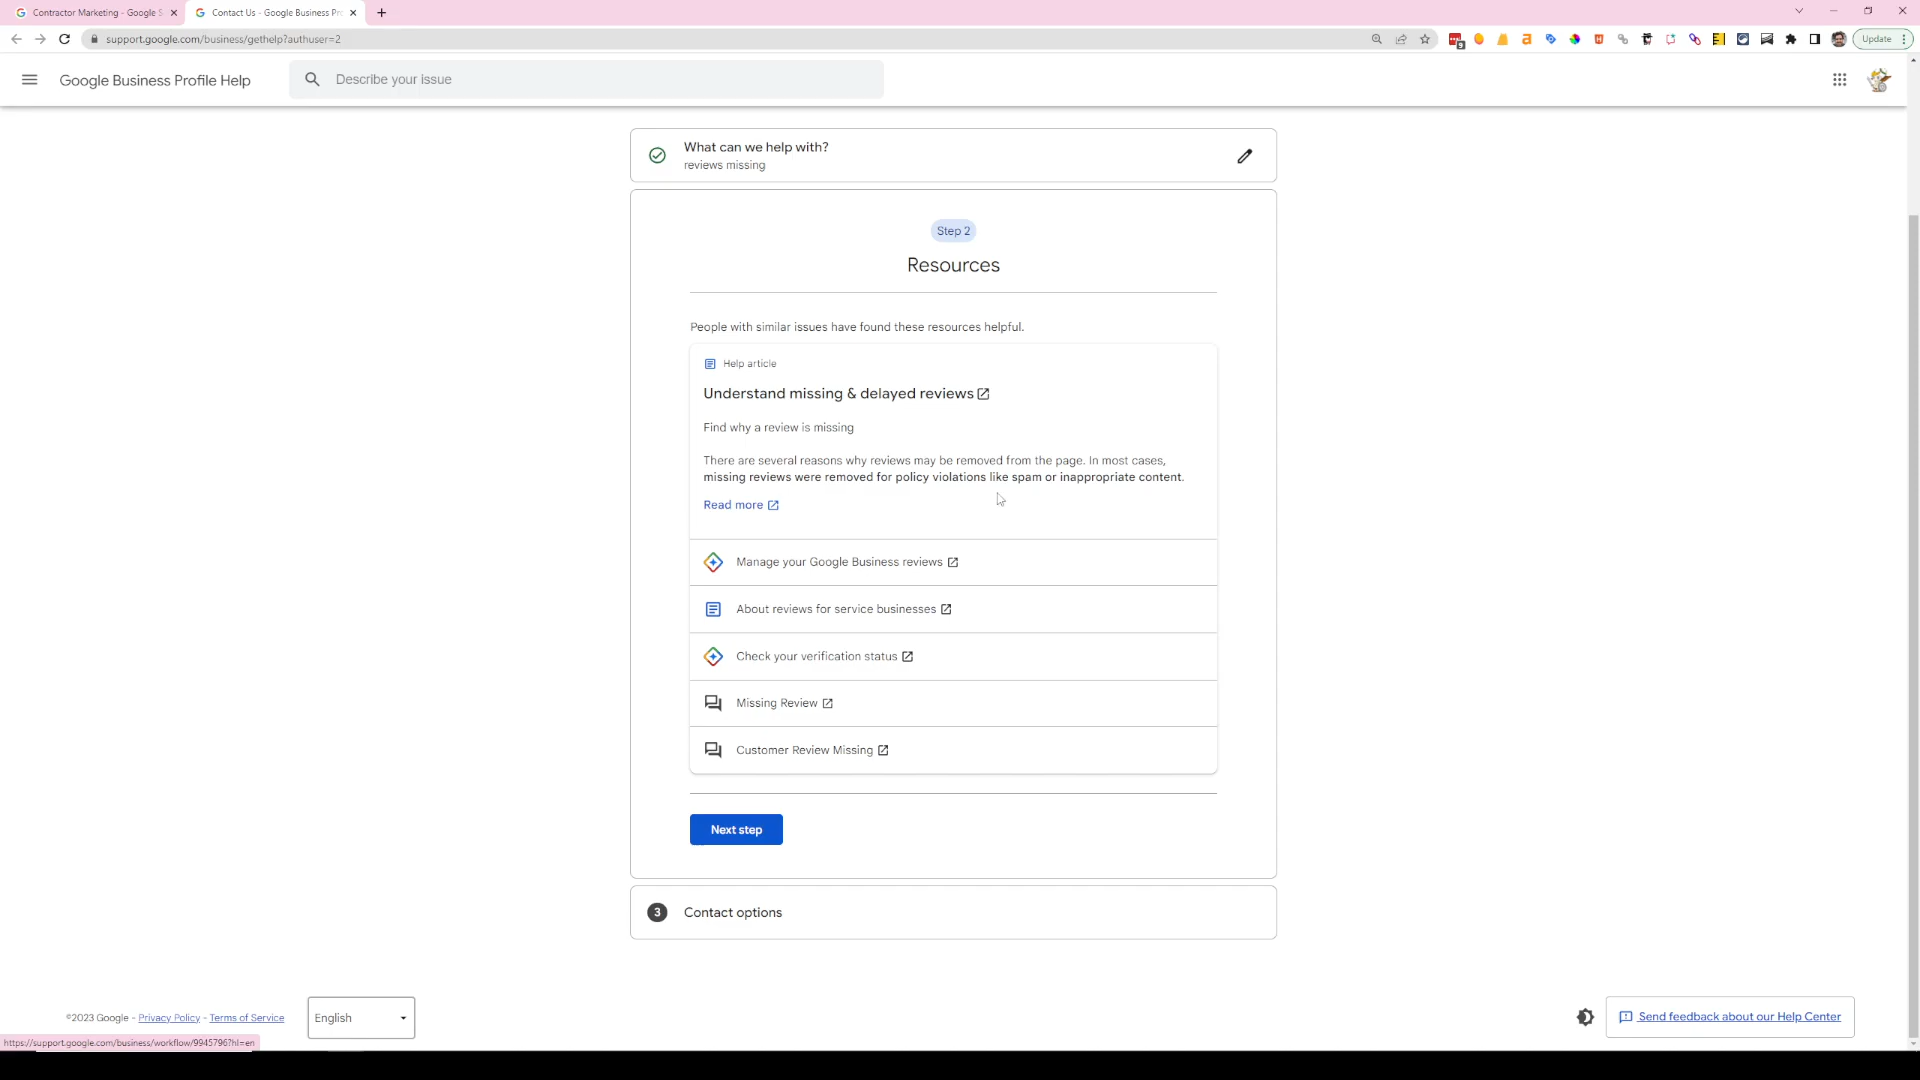 Contractor Marketing - Google S
Contact Us - Google Business Pr
support.google.com/business/gethelp?authuser=2
9
Update
Google Business Profile Help
Describe your issue
What can we help with?
reviews missing
Step 2
Resources
People with similar issues have found these resources helpful.
Help article
Understand missing & delayed reviews
Find why a review is missing
There are several reasons why reviews may be removed from the page. In most cases,
missing reviews were removed for policy violations like spam or inappropriate content.
Read more
Manage your Google Business reviews
About reviews for service businesses
Check your verification status
Missing Review
Customer Review Missing
Next step
3 Contact options
©2023 Google - Privacy Policy - Terms of Service
English
Send feedback about our Help Center
https://support.google.com/business/workflow/9945796?hl=en